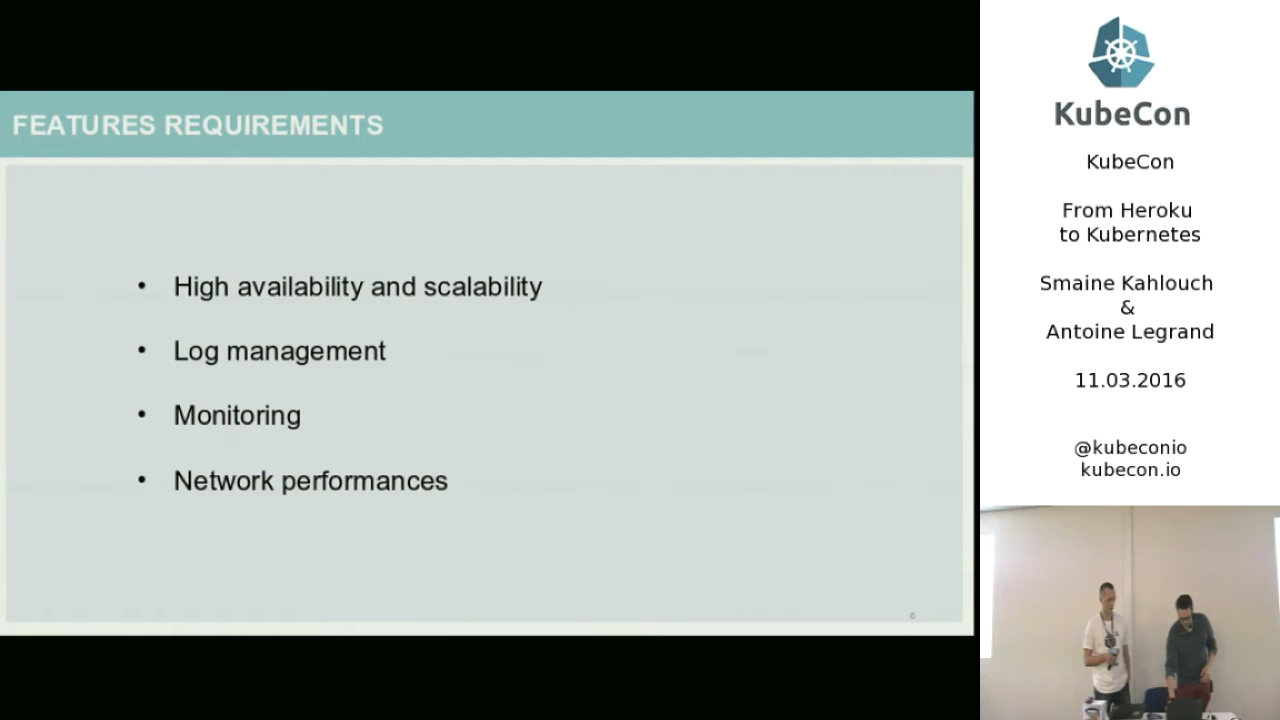 FEATURES REQUIREMENTS
• High availability and scalability
• Log management
• Monitoring
• Network performances
6
KubeCon
KubeCon
From Heroku
to Kubernetes
Smaine Kahlouch
&
Antoine Legrand
11.03.2016
@kubeconio
kubecon.io